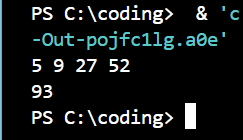 PS C:\coding>  & 'c
-Out-pojfc1lg.a0e'
5 9 27 52
93
PS C:\coding>